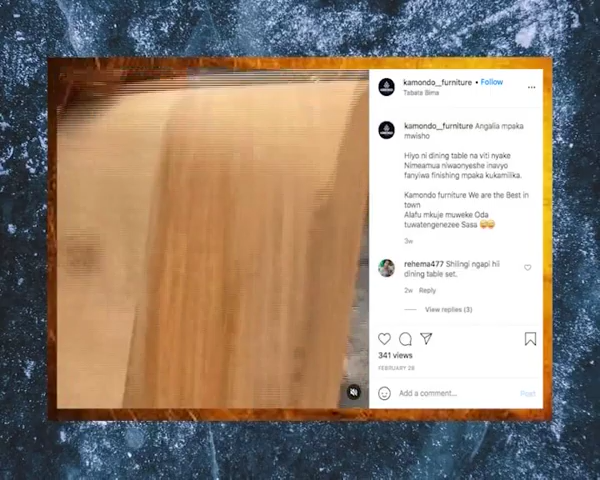 kamondo__furniture • Follow
Tabata Bima
kamondo__furniture Angalia mpaka
mwisho
Hiyo ni dining table na viti nyake
Nimeamua niwaonyeshe inavyo
fanyiwa finishing mpaka kukamilika.
Kamondo furniture We are the Best in
town
Alafu mkuje muweke Oda
tuwatengenezee Sasa 😄😄
3w
rehema477 Shilingi ngapi hii
dining table set.
2w Reply
View replies (3)
341 views
FEBRUARY 28
Add a comment... Post